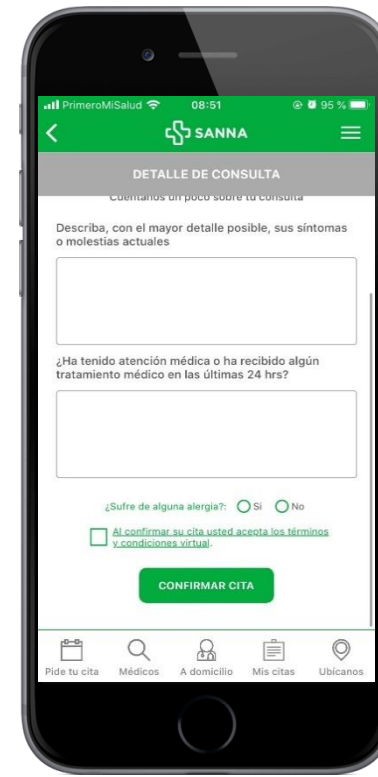 PrimeroMiSalud 08:51 95 %
SANNA
DETALLE DE CONSULTA
Cuéntanos un poco sobre tu consulta
Describa, con el mayor detalle posible, sus síntomas
o molestias actuales
¿Ha tenido atención médica o ha recibido algún
tratamiento médico en las últimas 24 hrs?
¿Sufre de alguna alergia?: Si No
Al confirmar su cita usted acepta los términos
y condiciones virtual.
CONFIRMAR CITA
Pide tu cita Médicos A domicilio Mis citas Ubícanos